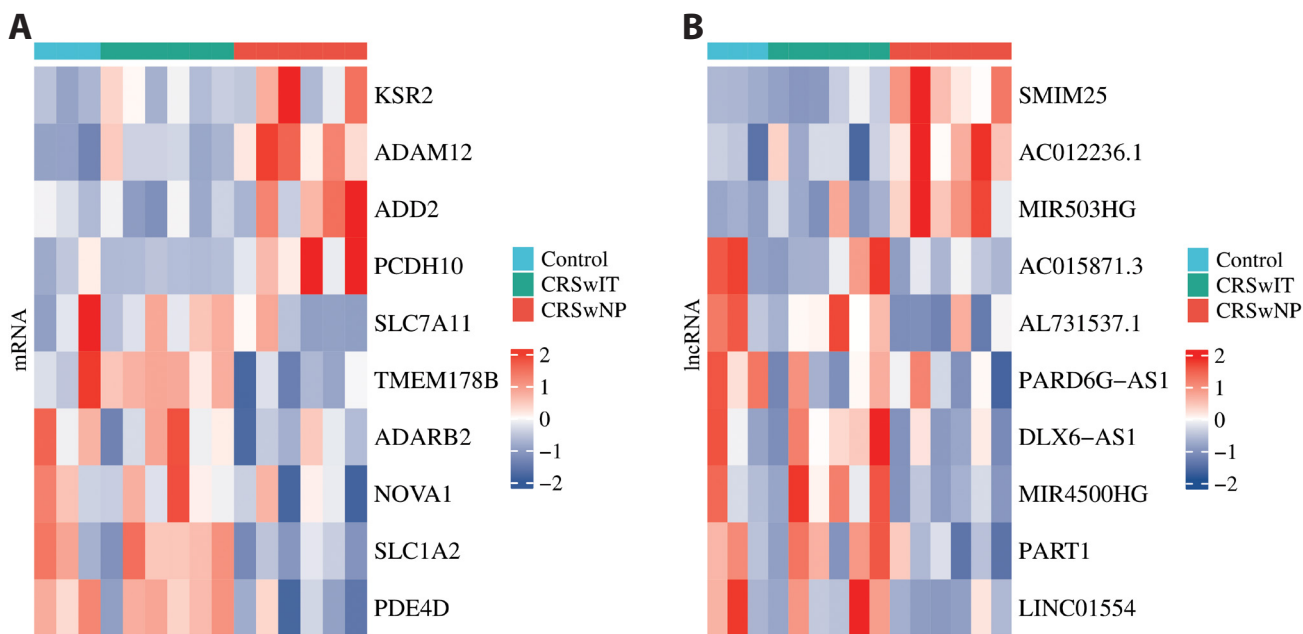 A
KSR2
ADAM12
ADD2
PCDH10
SLC7A11
TMEM178B
ADARB2
NOVA1
SLC1A2
PDE4D
mRNA
Control
CRSwIT
CRSwNP
2
1
0
−1
−2
B
SMIM25
AC012236.1
MIR503HG
AC015871.3
AL731537.1
PARD6G−AS1
DLX6−AS1
MIR4500HG
PART1
LINC01554
lncRNA
Control
CRSwIT
CRSwNP
2
1
0
−1
−2